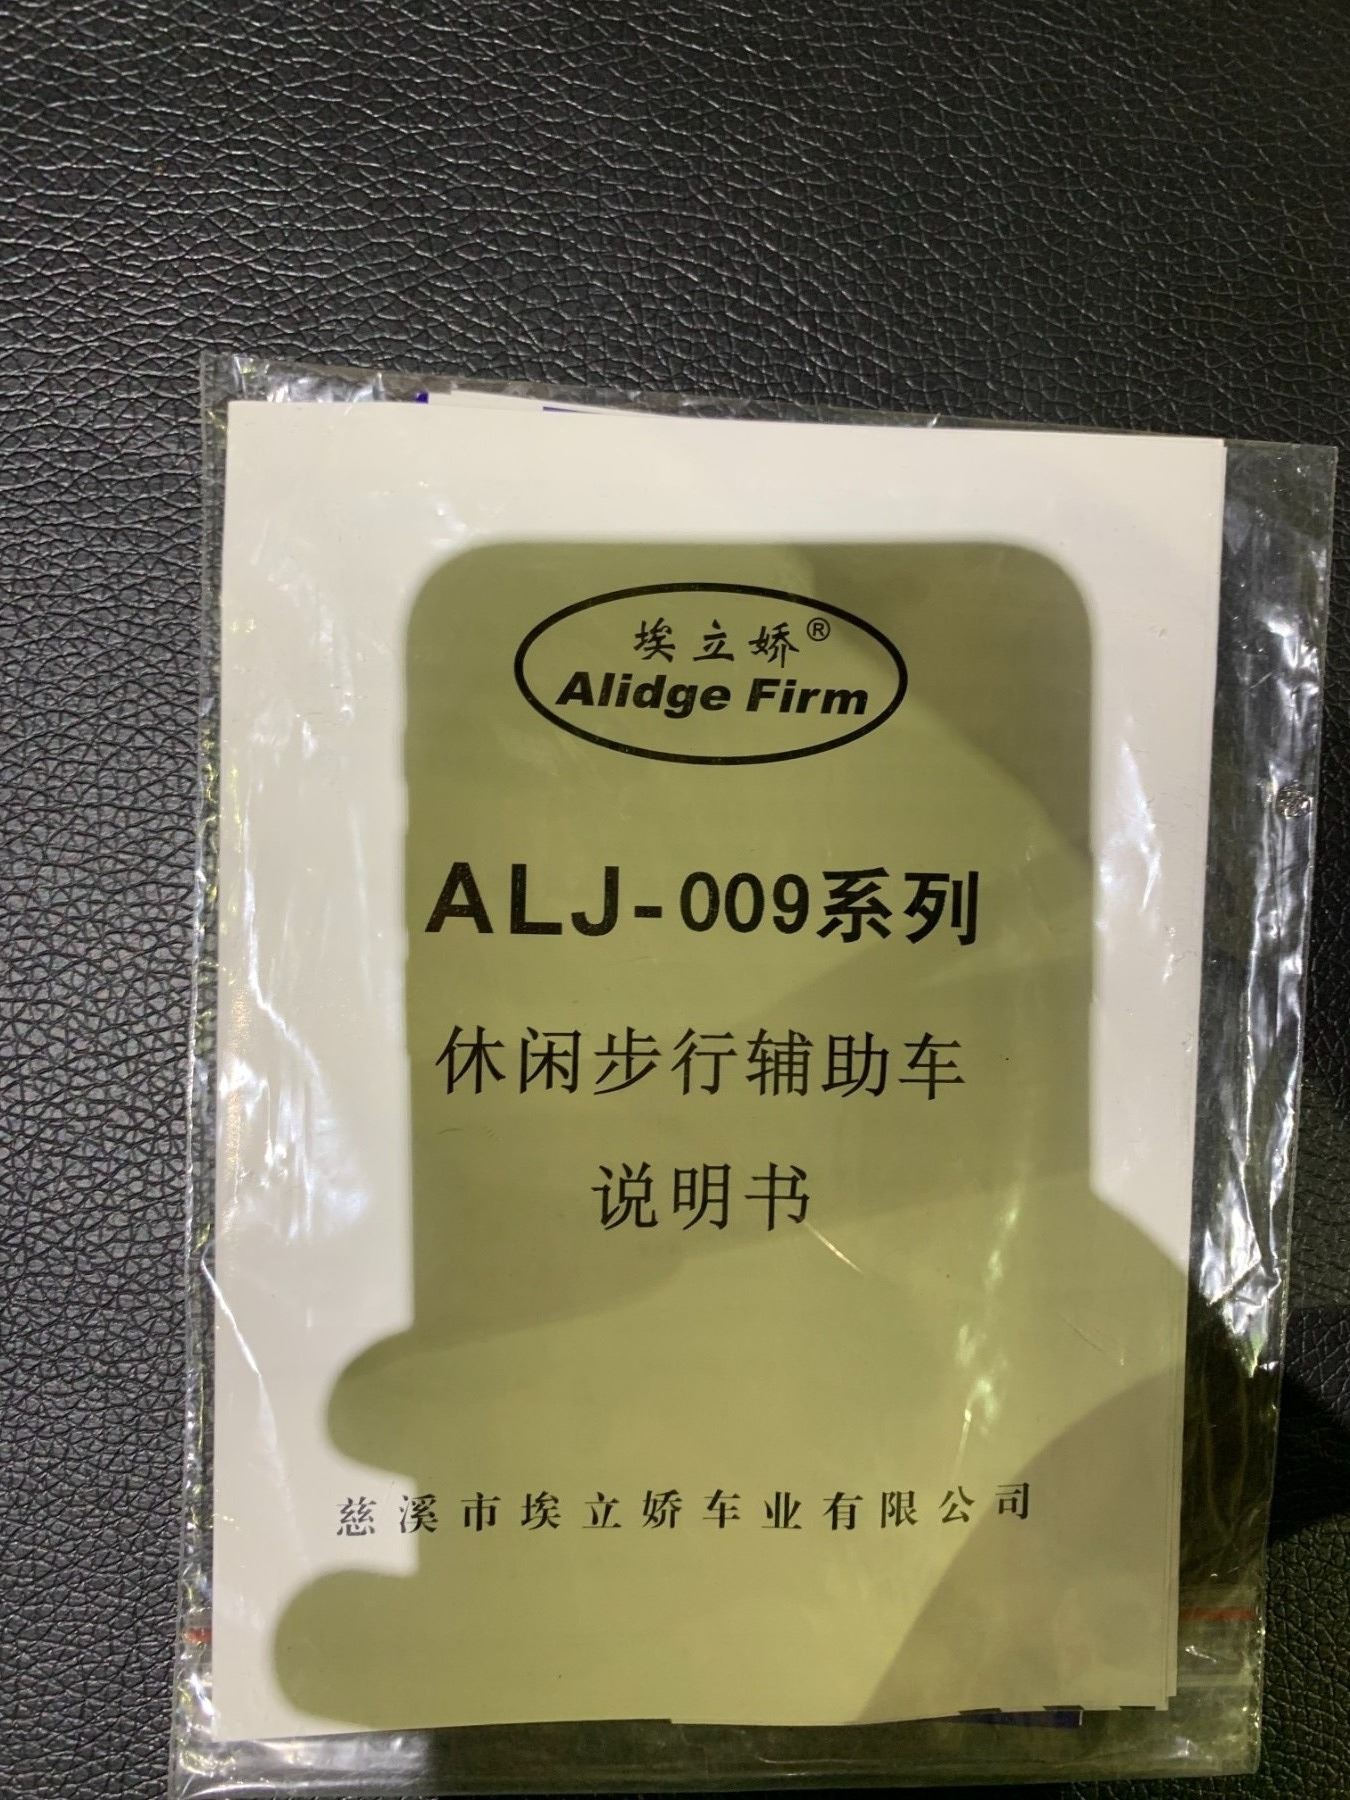 埃立娇®
Alidge Firm
ALJ-009系列
休闲步行辅助车
说明书
慈溪市埃立娇车业有限公司